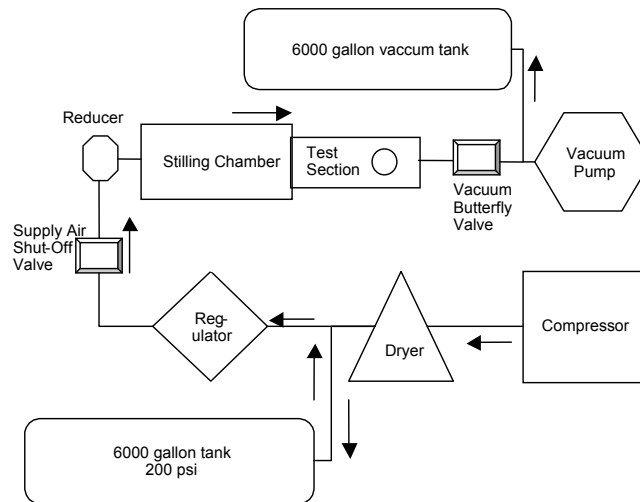 6000 gallon vaccum tank
Reducer
Stilling Chamber
Test
Section
Vacuum
Butterfly
Valve
Vacuum
Pump
Supply Air
Shut-Off
Valve
Reg-
ulator
Dryer
Compressor
6000 gallon tank
200 psi